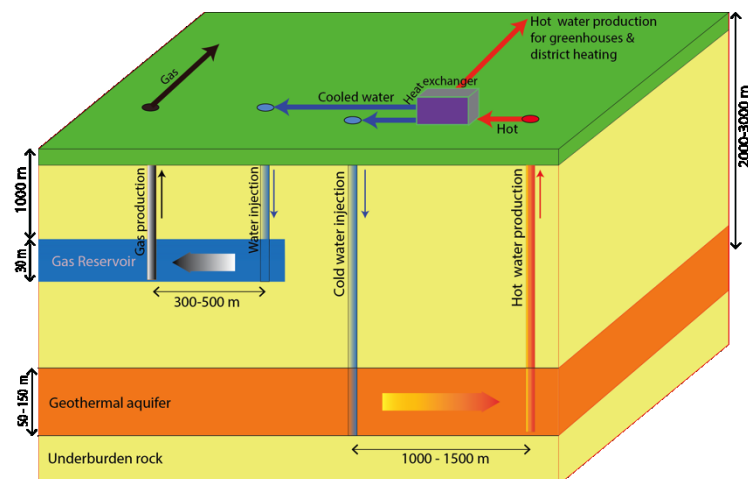 Hot water production
for greenhouses &
district heating
Gas
Cooled water
Heat exchanger
Hot
2000-3000 m
1000 m
Gas production
Water injection
Cold water injection
Hot water production
30 m
Gas Reservoir
300-500 m
50-150 m
Geothermal aquifer
1000 - 1500 m
Underburden rock